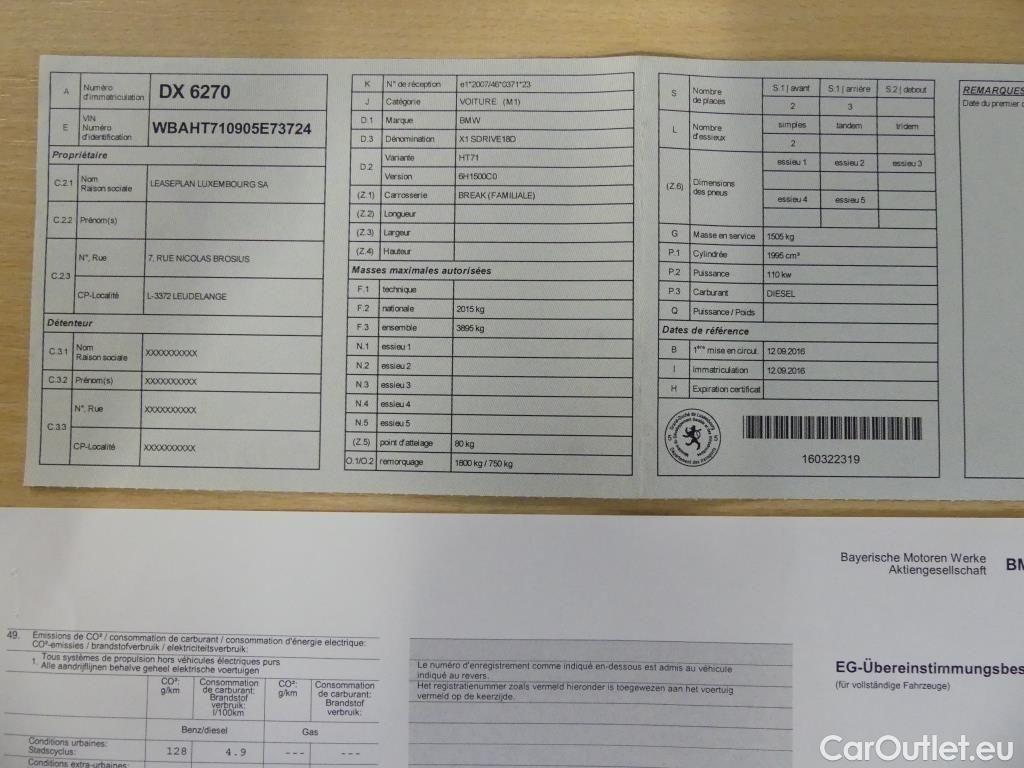 A Numéro d'immatriculation DX 6270
E VIN Numéro d'identification WBAHT710905E73724
Propriétaire
C.2.1 Nom Raison sociale LEASEPLAN LUXEMBOURG SA
C.2.2 Prénom(s)
C.2.3 N°, Rue 7, RUE NICOLAS BROSIUS
CP-Localité L-3372 LEUDELANGE
Détenteur
C.3.1 Nom Raison sociale XXXXXXXXXX
C.3.2 Prénom(s) XXXXXXXXXX
C.3.3 N°, Rue XXXXXXXXXX
CP-Localité XXXXXXXXXX
K N° de réception e1*2007/46*0371*23
J Catégorie VOITURE (M1)
D.1 Marque BMW
D.3 Dénomination X1 SDRIVE18D
D.2 Variante HT71
Version 6H1500C0
(Z.1) Carrosserie BREAK (FAMILIALE)
(Z.2) Longueur
(Z.3) Largeur
(Z.4) Hauteur
Masses maximales autorisées
F.1 technique
F.2 nationale 2015 kg
F.3 ensemble 3895 kg
N.1 essieu 1
N.2 essieu 2
N.3 essieu 3
N.4 essieu 4
N.5 essieu 5
(Z.5) point d'attelage 80 kg
O.1/O.2 remorquage 1800 kg / 750 kg
S Nombre de places S.1 | avant S.1 | arrière S.2 | debout
2 3
L Nombre d'essieux simples tandem tridem
2
(Z.6) Dimensions des pneus essieu 1 essieu 2 essieu 3
essieu 4 essieu 5
G Masse en service 1505 kg
P.1 Cylindrée 1995 cm³
P.2 Puissance 110 kw
P.3 Carburant DIESEL
Q Puissance / Poids
Dates de référence
B 1ère mise en circul. 12.09.2016
I Immatriculation 12.09.2016
H Expiration certificat
5 5
160322319
REMARQUES
Date du premier
Bayerische Motoren Werke
Aktiengesellschaft
BM
49. Emissions de CO² / consommation de carburant / consommation d'énergie electrique:
CO²-emissies / brandstofverbruik / elektriciteitsverbruik:
1. Tous systèmes de propulsion hors véhicules électriques purs
Alle aandrijflijnen behalve geheel elektrische voertuigen
CO²: g/km Consommation de carburant: Brandstof verbruik: l/100km CO²: g/km Consommation de carburant: Brandstof verbruik:
Benz/diesel Gas
Conditions urbaines:
Stadscyclus: 128 4.9 --- ---
Conditions extra-urbaines:
Le numéro d'enregistrement comme indiqué en-dessous est admis au véhicule
indiqué au revers.
Het registratienummer zoals vermeld hieronder is toegewezen aan het voertuig
vermeld op de keerzijde.
EG-Übereinstimmungsbes
(für vollständige Fahrzeuge)
CarOutlet.eu